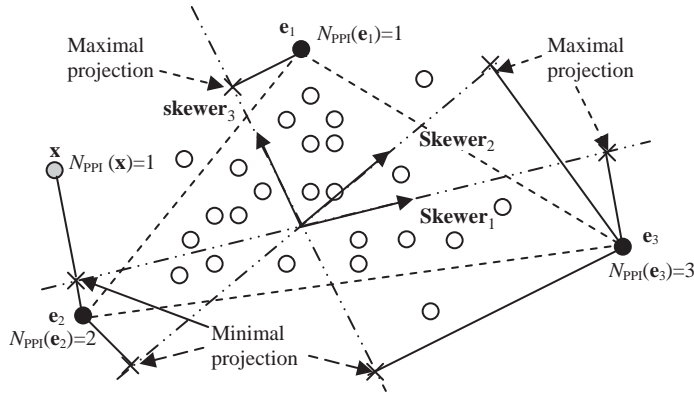 e1
NPPI(e1)=1
Maximal
projection
Maximal
projection
skewer3
Skewer2
x
NPPI (x)=1
Skewer1
e3
NPPI(e3)=3
e2
NPPI(e2)=2
Minimal
projection